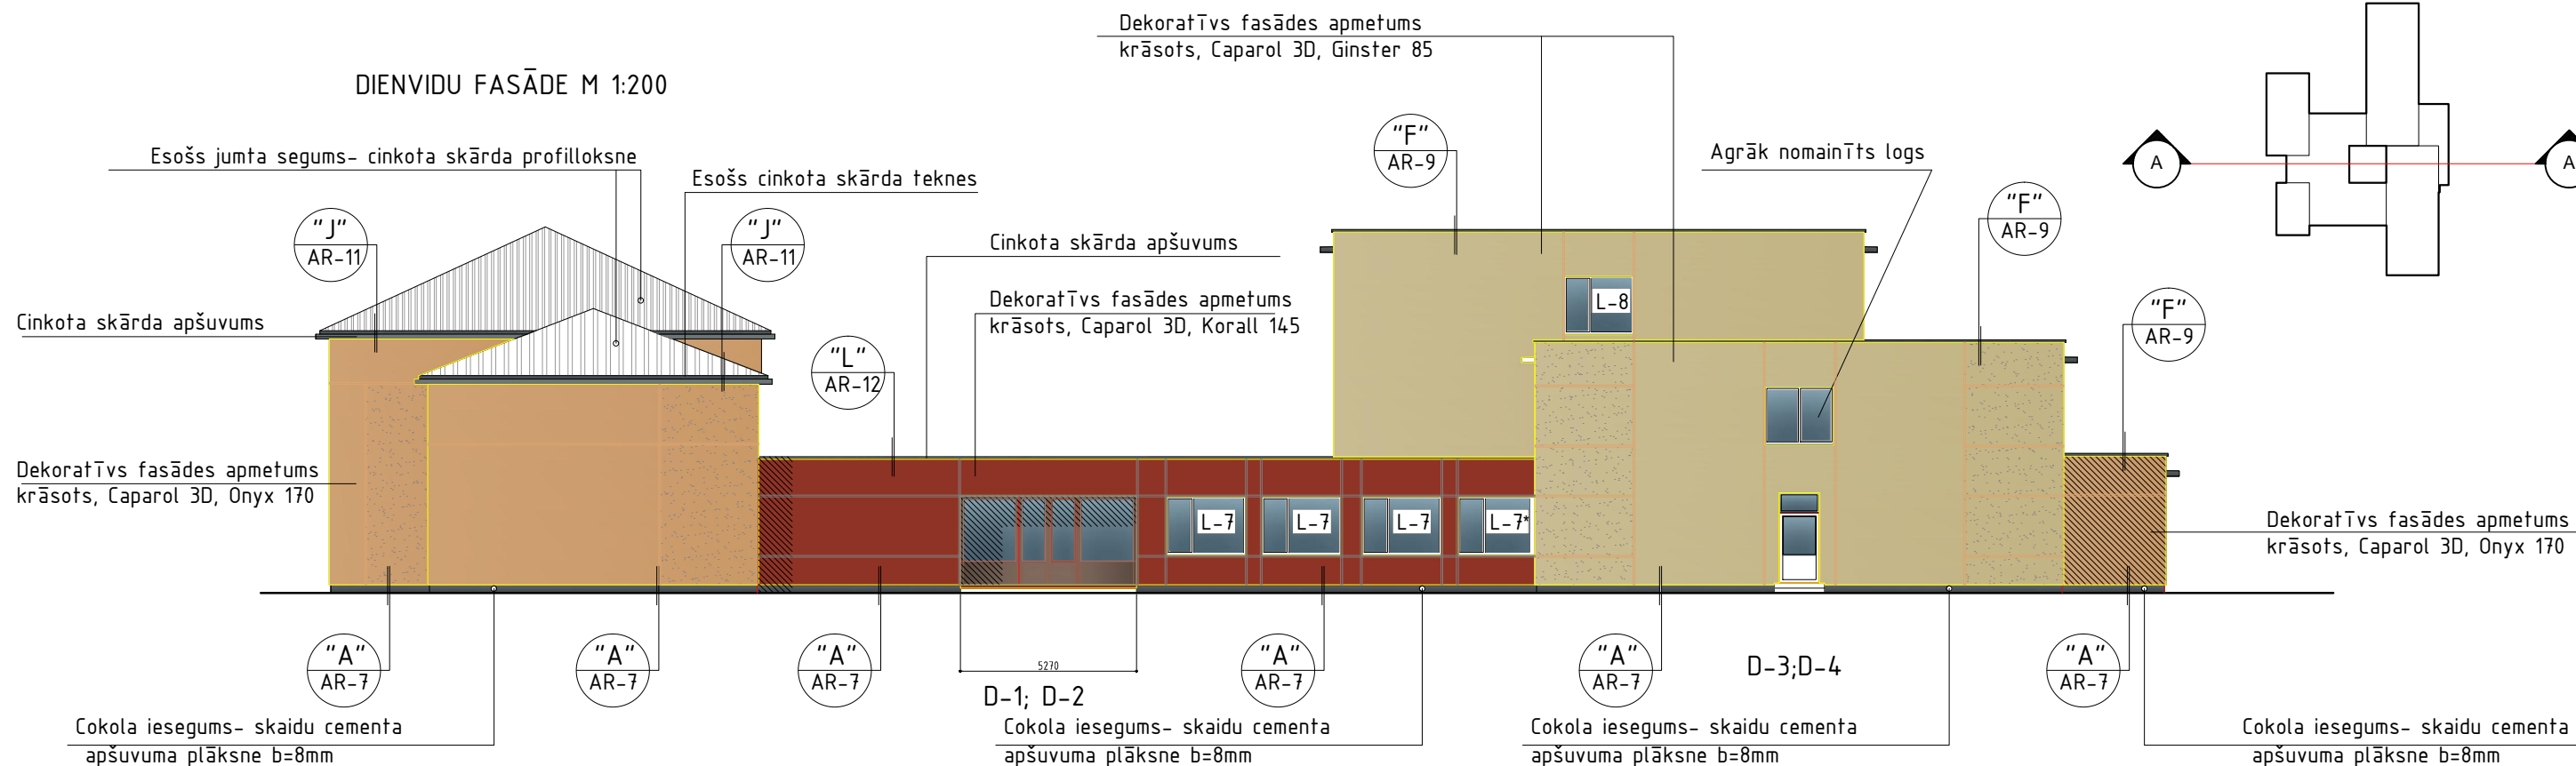 Dekoratīvs fasādes apmetums
krāsots, Caparol 3D, Ginster 85
DIENVIDU FASĀDE M 1:200
Esošs jumta segums- cinkota skārda profilloksne
Esošs cinkota skārda teknes
"F"
AR-9
Agrāk nomainīts logs
A
A
"J"
AR-11
"J"
AR-11
Cinkota skārda apšuvums
"F"
AR-9
Cinkota skārda apšuvums
Dekoratīvs fasādes apmetums
krāsots, Caparol 3D, Korall 145
L-8
"F"
AR-9
"L"
AR-12
Dekoratīvs fasādes apmetums
krāsots, Caparol 3D, Onyx 170
L-7
L-7
L-7
L-7*
Dekoratīvs fasādes apmetums
krāsots, Caparol 3D, Onyx 170
"A"
AR-7
"A"
AR-7
"A"
AR-7
5270
D-1; D-2
"A"
AR-7
"A"
AR-7
D-3;D-4
"A"
AR-7
Cokola iesegums- skaidu cementa
apšuvuma plāksne b=8mm
Cokola iesegums- skaidu cementa
apšuvuma plāksne b=8mm
Cokola iesegums- skaidu cementa
apšuvuma plāksne b=8mm
Cokola iesegums- skaidu cementa
apšuvuma plāksne b=8mm